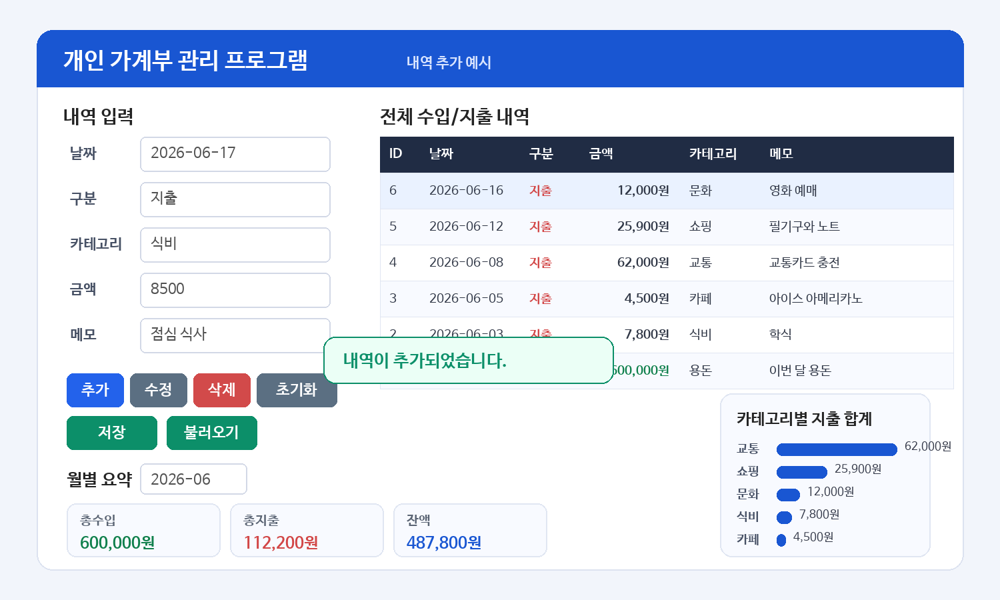 개인 가계부 관리 프로그램
내역 추가 예시
내역 입력
날짜 2026-06-17
구분 지출
카테고리 식비
금액 8500
메모 점심 식사
추가 수정 삭제 초기화
저장 불러오기
전체 수입/지출 내역
ID 날짜 구분 금액 카테고리 메모
6 2026-06-16 지출 12,000원 문화 영화 예매
5 2026-06-12 지출 25,900원 쇼핑 필기구와 노트
4 2026-06-08 지출 62,000원 교통 교통카드 충전
3 2026-06-05 지출 4,500원 카페 아이스 아메리카노
2 2026-06-03 지출 7,800원 식비 학식
600,000원 용돈 이번 달 용돈
내역이 추가되었습니다.
월별 요약 2026-06
총수입
600,000원
총지출
112,200원
잔액
487,800원
카테고리별 지출 합계
교통 62,000원
쇼핑 25,900원
문화 12,000원
식비 7,800원
카페 4,500원